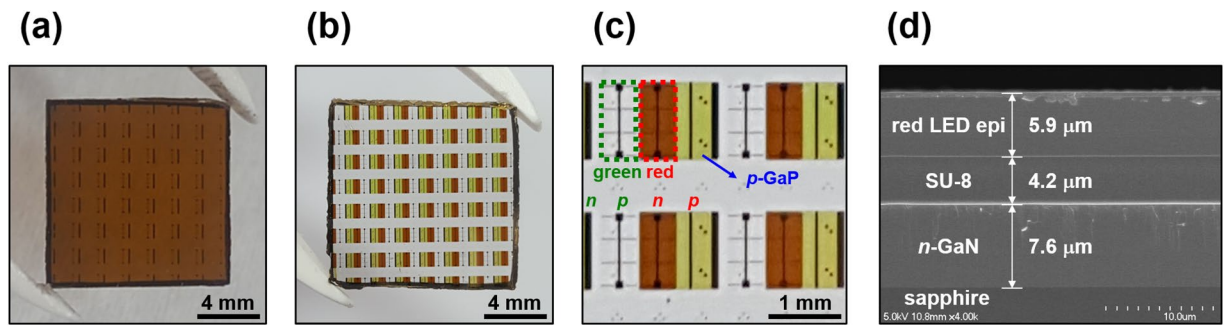 (a)
(b)
(c)
(d)
4 mm
4 mm
green red
p-GaP
n p n p
1 mm
red LED epi
5.9 μm
SU-8
4.2 μm
n-GaN
7.6 μm
sapphire
5.0kV 10.8mm x4.00k
10.0um